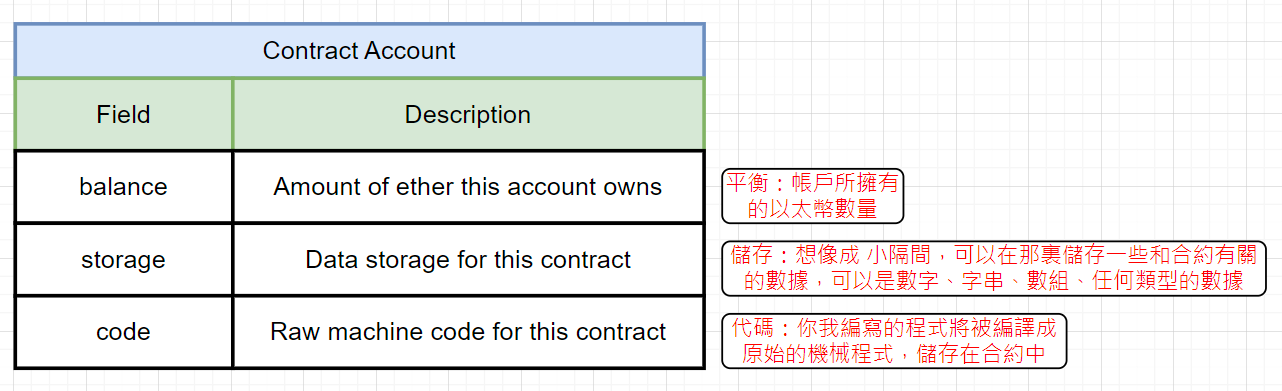 Contract Account
Field Description
balance Amount of ether this account owns
平衡：帳戶所擁有
的以太幣數量
storage Data storage for this contract
儲存：想像成 小隔間，可以在那裏儲存一些和合約有關
的數據，可以是數字、字串、數組、任何類型的數據
code Raw machine code for this contract
代碼：你我編寫的程式將被編譯成
原始的機械程式，儲存在合約中